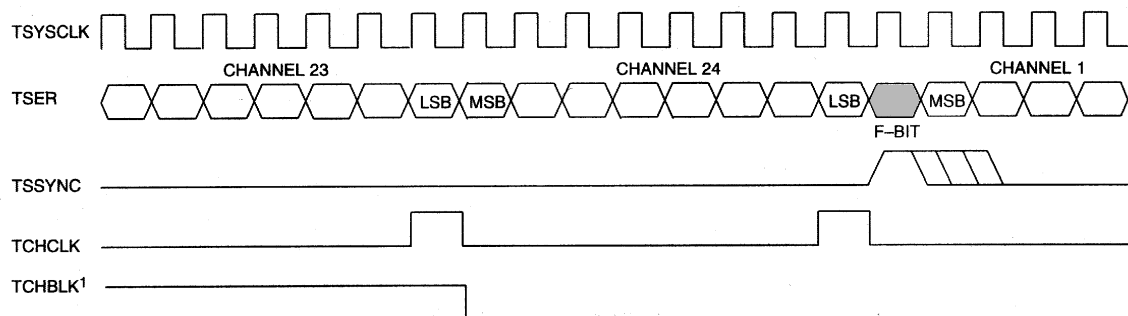 TSYSCLK
CHANNEL 23 CHANNEL 24 CHANNEL 1
TSER LSB MSB LSB MSB
F–BIT
TSSYNC
TCHCLK
TCHBLK1